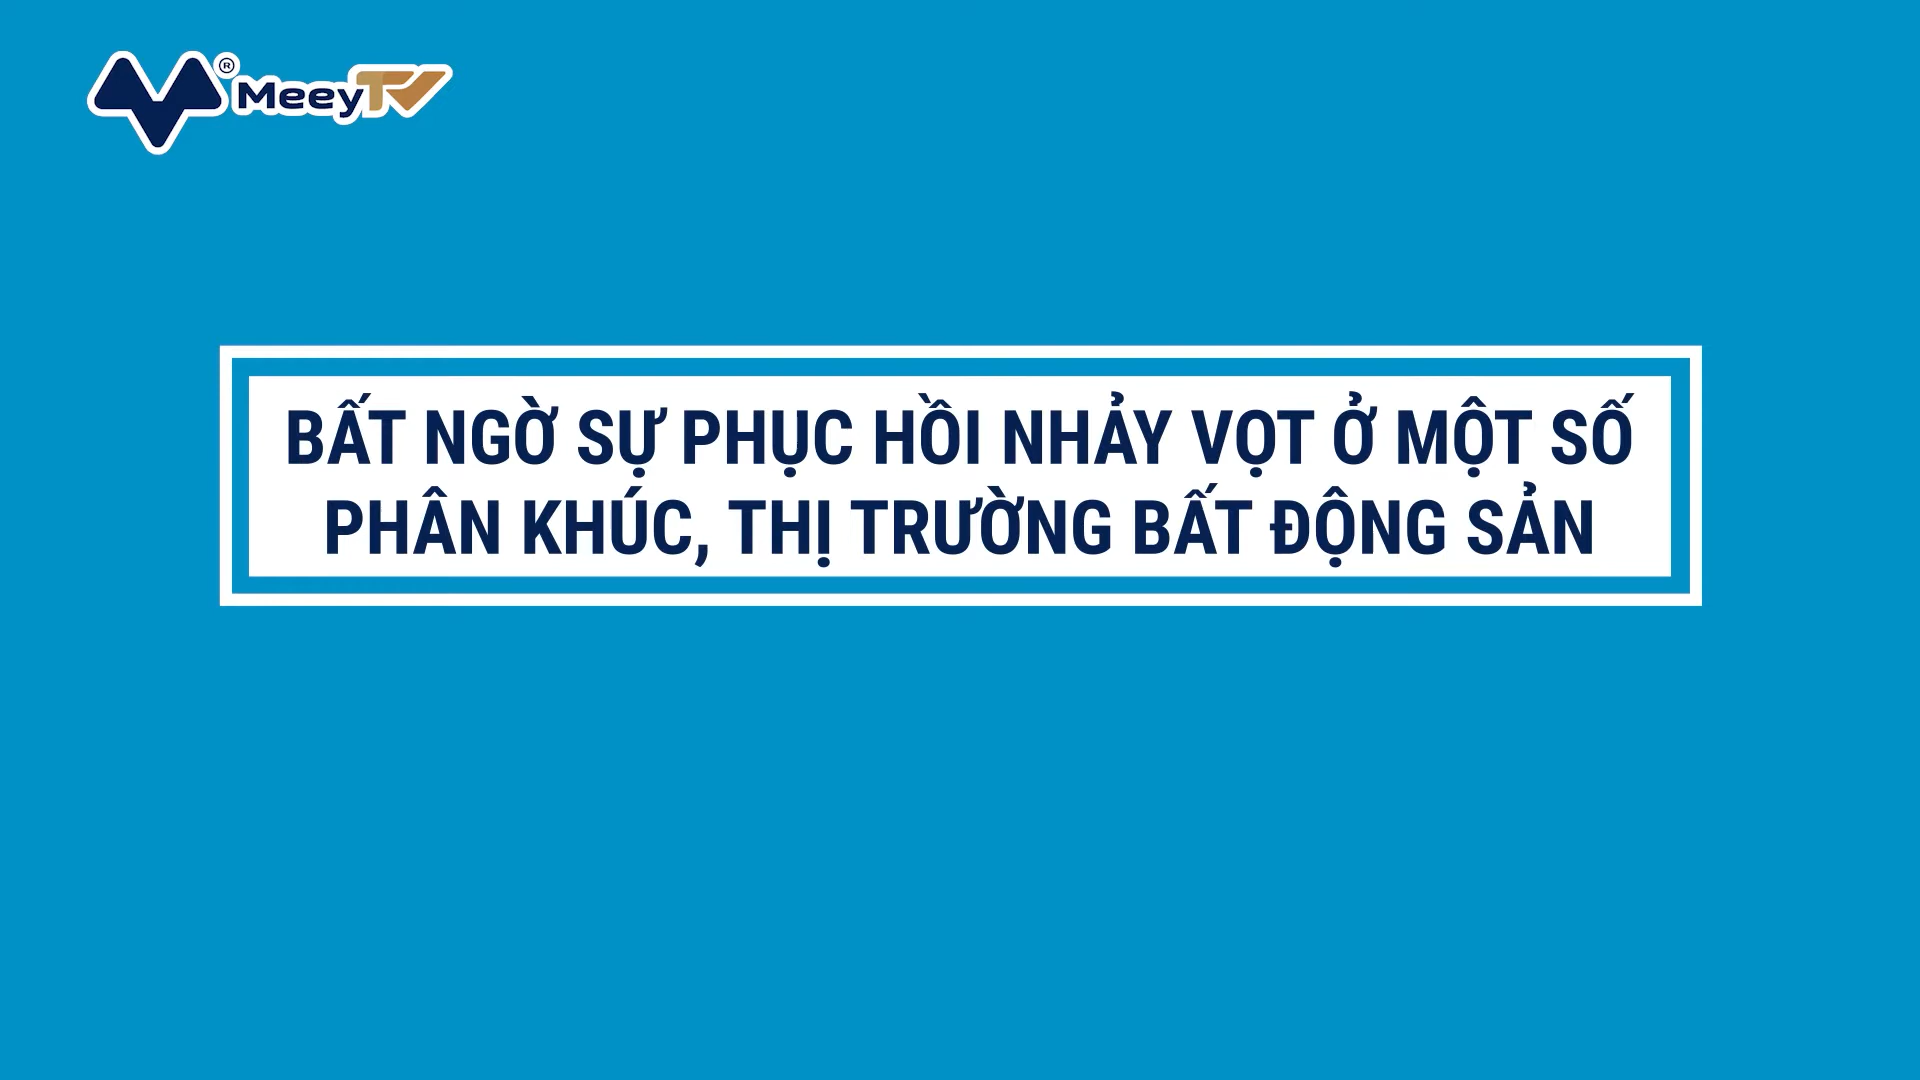 ® MeeyTV
BẤT NGỜ SỰ PHỤC HỒI NHẢY VỌT Ở MỘT SỐ
PHÂN KHÚC, THỊ TRƯỜNG BẤT ĐỘNG SẢN